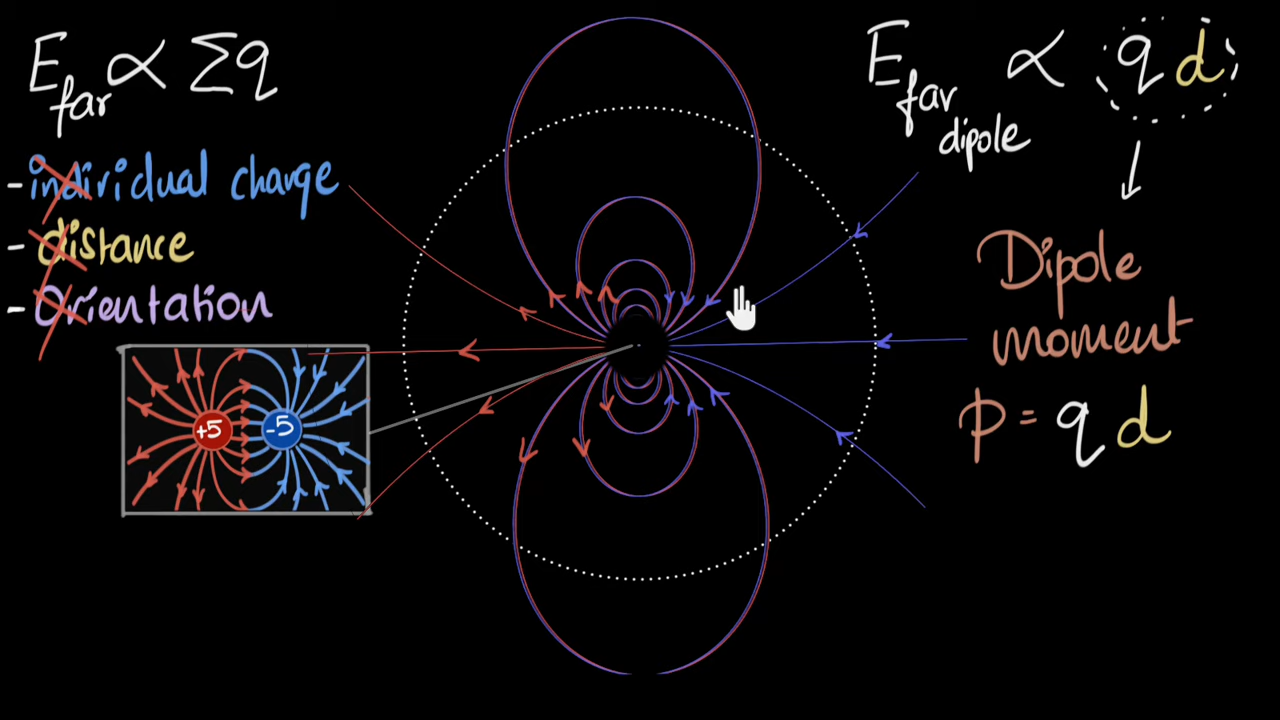 E far ∝ Σq
- individual charge
- distance
- Orientation
+5 -5
E far dipole ∝ q d
Dipole
moment
p = q d